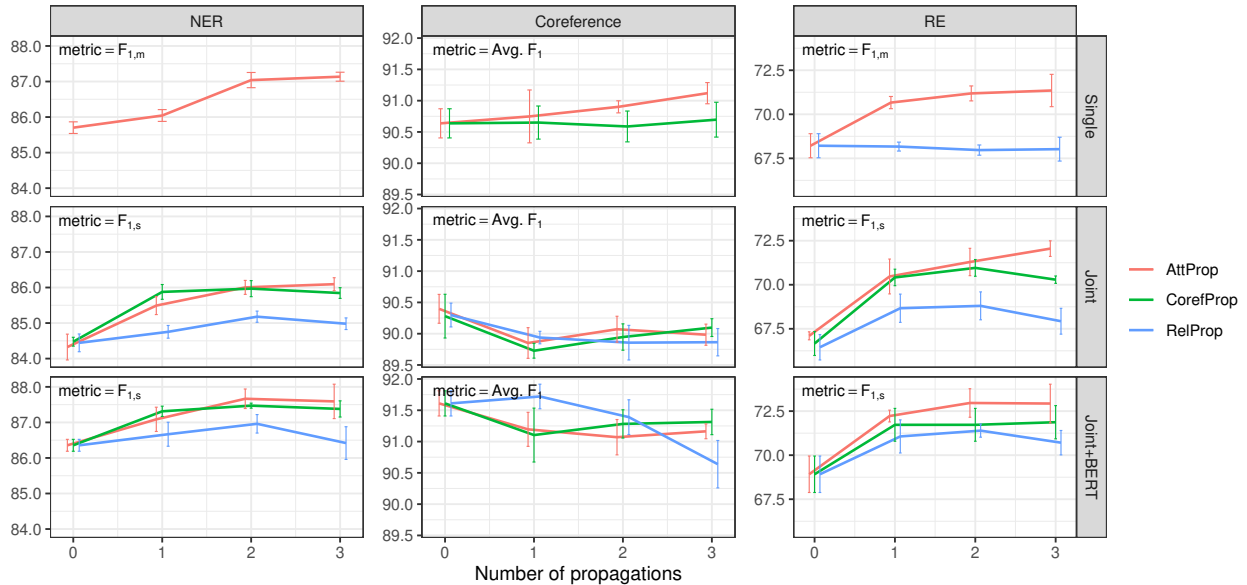 NER
Coreference
RE
metric = F1,m
metric = Avg. F1
metric = F1,m
88.0
87.0
86.0
85.0
84.0
92.0
91.5
91.0
90.5
90.0
89.5
72.5
70.0
67.5
Single
metric = F1,s
metric = Avg. F1
metric = F1,s
88.0
87.0
86.0
85.0
84.0
92.0
91.5
91.0
90.5
90.0
89.5
72.5
70.0
67.5
Joint
metric = F1,s
metric = Avg. F1
metric = F1,s
88.0
87.0
86.0
85.0
84.0
92.0
91.5
91.0
90.5
90.0
89.5
72.5
70.0
67.5
Joint+BERT
0 1 2 3
0 1 2 3
0 1 2 3
Number of propagations
AttProp
CorefProp
RelProp